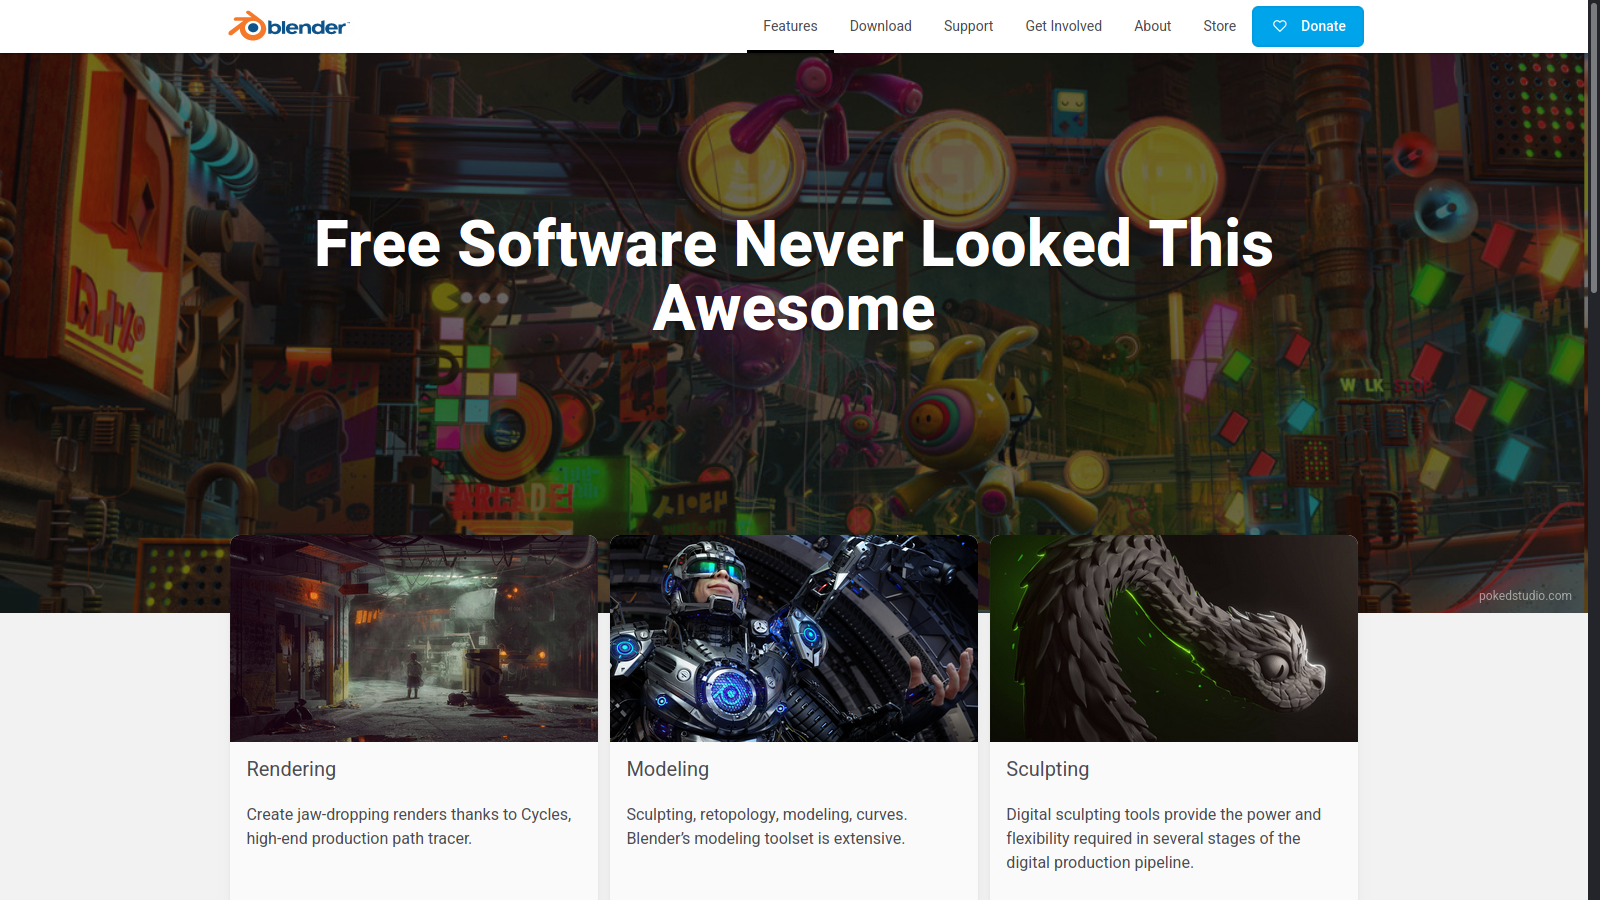 blender
Features Download Support Get Involved About Store Donate
Free Software Never Looked This
Awesome
ARCADE!
pokedstudio.com
Rendering
Create jaw-dropping renders thanks to Cycles,
high-end production path tracer.
Modeling
Sculpting, retopology, modeling, curves.
Blender's modeling toolset is extensive.
Sculpting
Digital sculpting tools provide the power and
flexibility required in several stages of the
digital production pipeline.